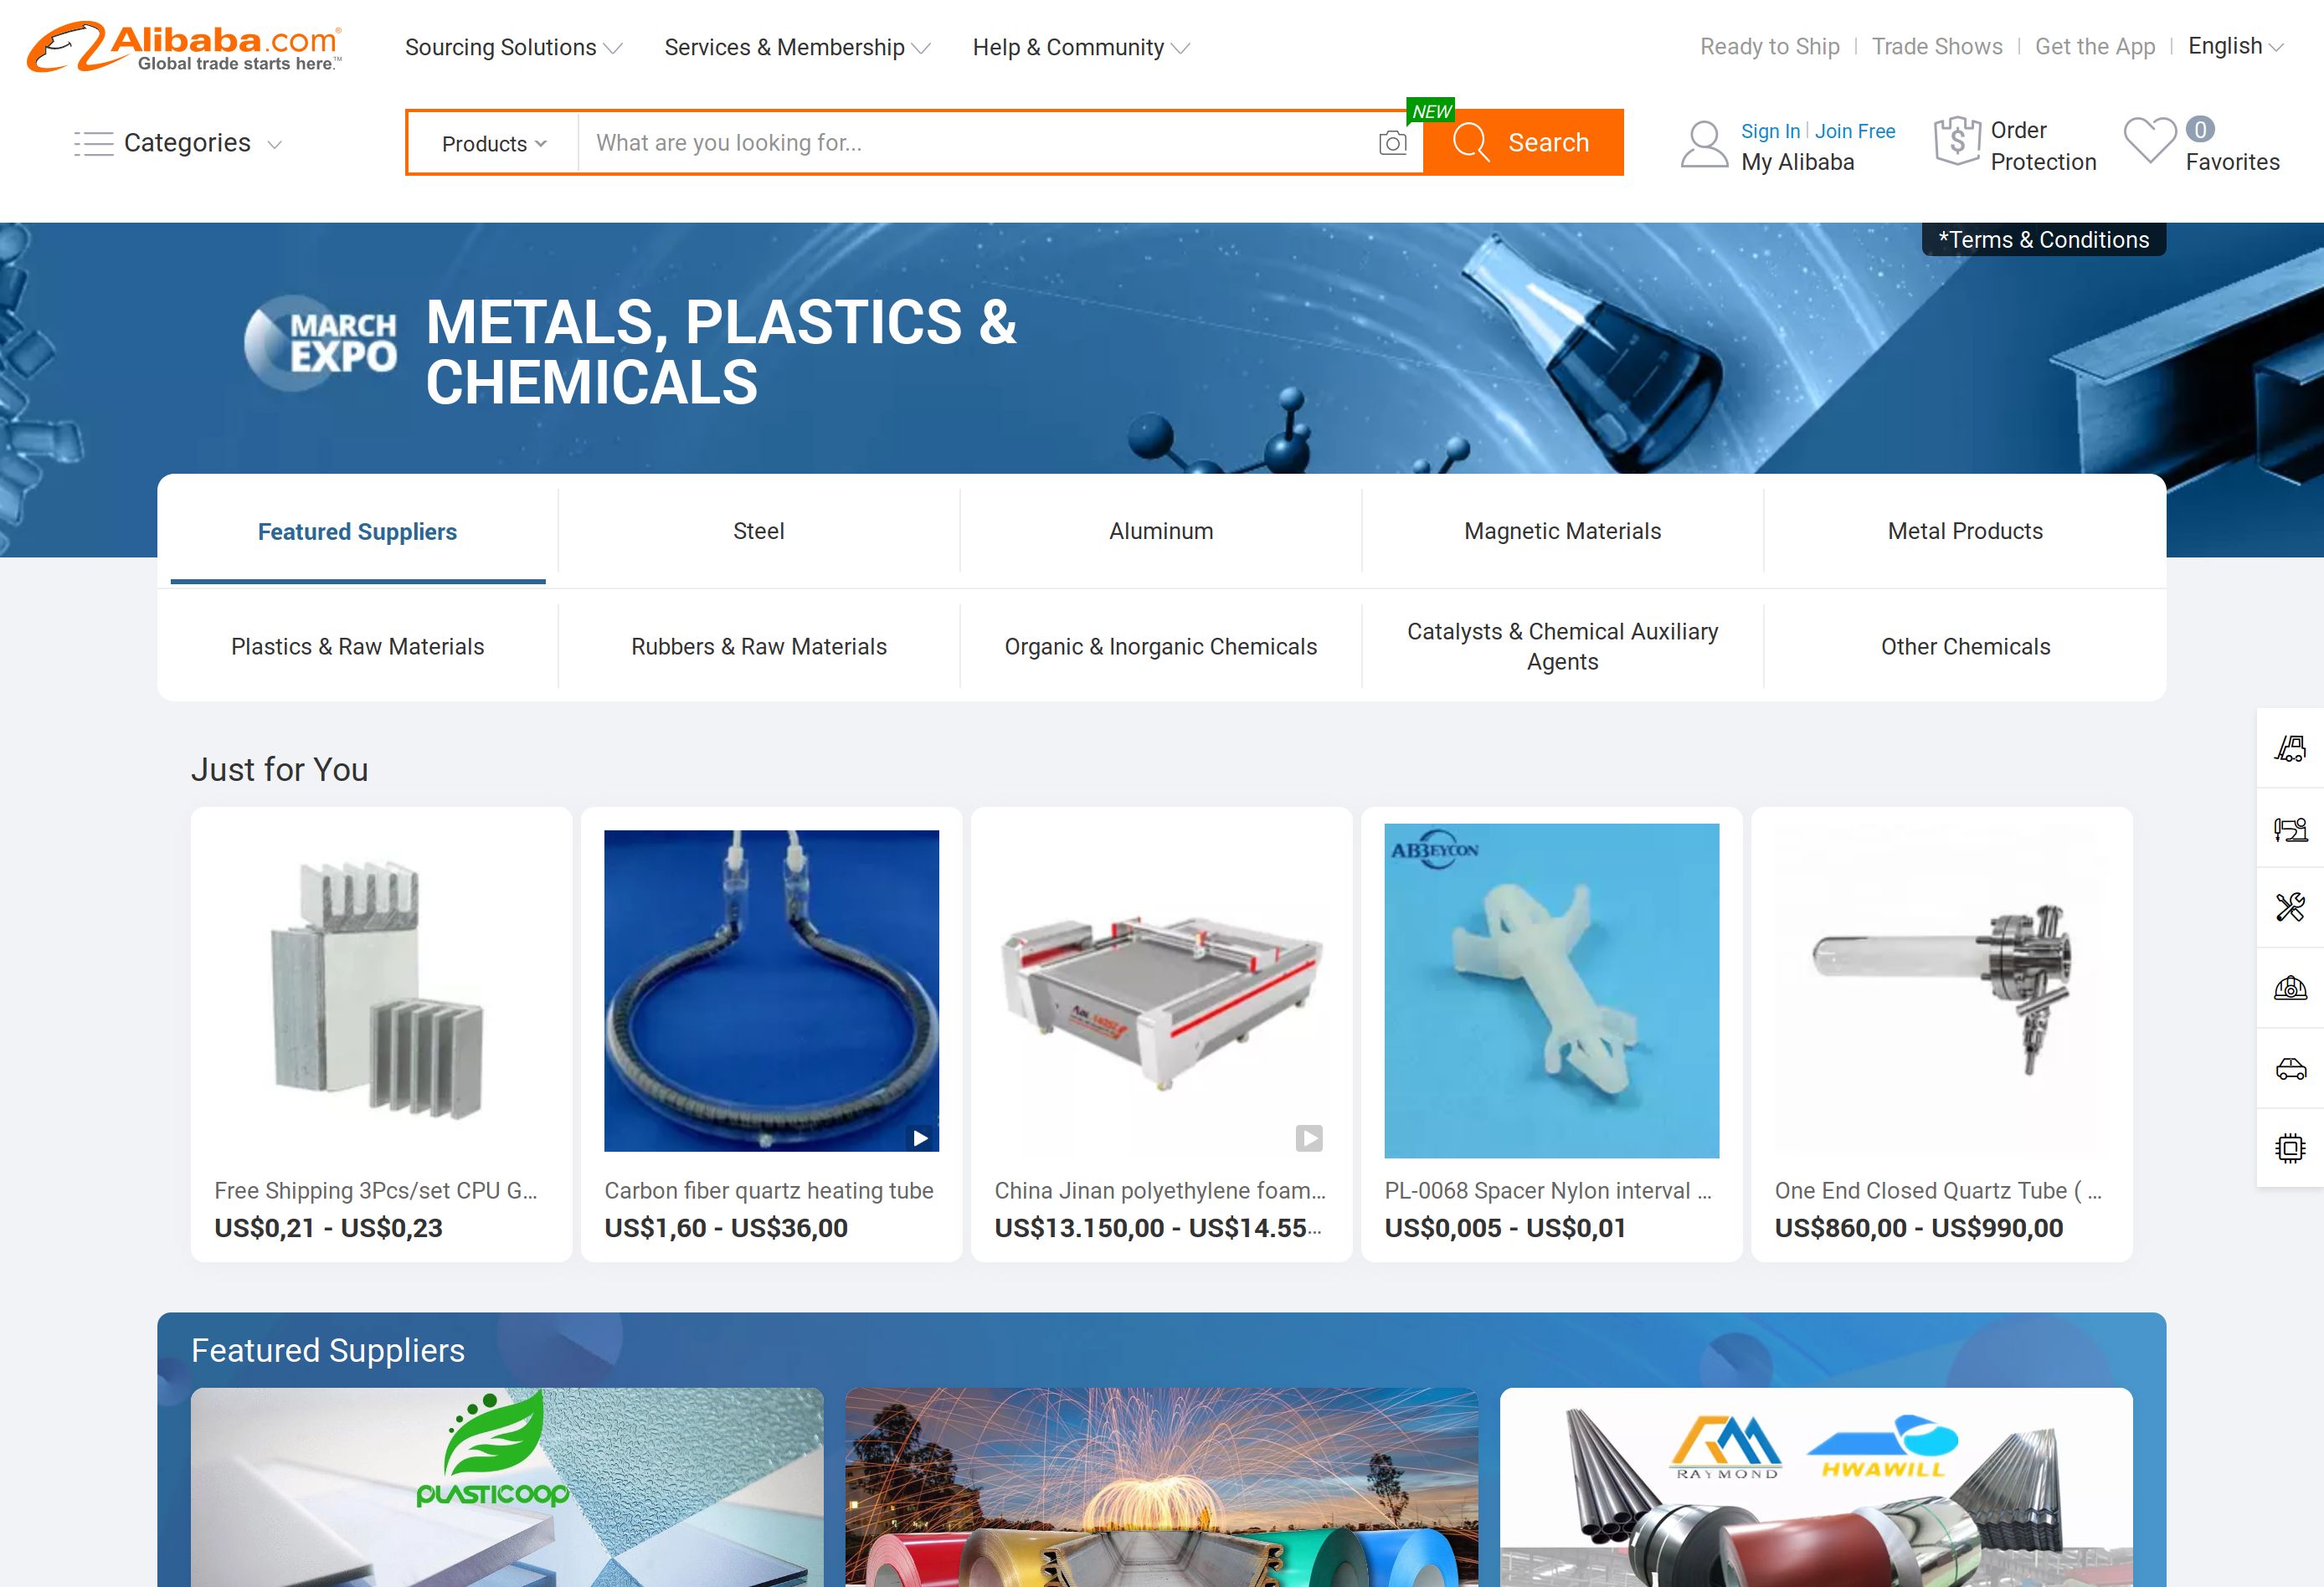 Alibaba.com®
Global trade starts here.™
Sourcing Solutions
Services & Membership
Help & Community
Ready to Ship
Trade Shows
Get the App
English
Categories
Products
What are you looking for...
NEW
Search
Sign In
Join Free
My Alibaba
Order
Protection
0
Favorites
*Terms & Conditions
MARCH
EXPO
METALS, PLASTICS &
CHEMICALS
Featured Suppliers
Steel
Aluminum
Magnetic Materials
Metal Products
Plastics & Raw Materials
Rubbers & Raw Materials
Organic & Inorganic Chemicals
Catalysts & Chemical Auxiliary
Agents
Other Chemicals
Just for You
ABBEYCON
Free Shipping 3Pcs/set CPU G...
US$0,21 - US$0,23
Carbon fiber quartz heating tube
US$1,60 - US$36,00
China Jinan polyethylene foam...
US$13.150,00 - US$14.55...
PL-0068 Spacer Nylon interval ...
US$0,005 - US$0,01
One End Closed Quartz Tube ( ...
US$860,00 - US$990,00
Featured Suppliers
PLASTICOOP
RAYMOND
HWAWILL